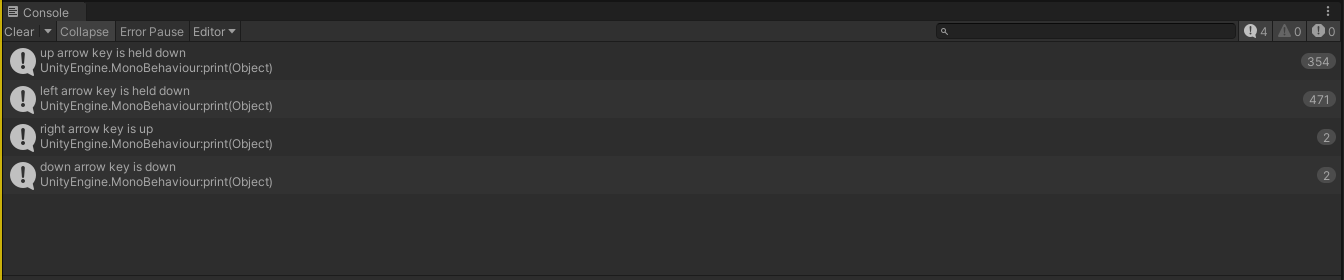 Console
Clear Collapse Error Pause Editor 4 0 0
up arrow key is held down
UnityEngine.MonoBehaviour:print(Object) 354
left arrow key is held down
UnityEngine.MonoBehaviour:print(Object) 471
right arrow key is up
UnityEngine.MonoBehaviour:print(Object) 2
down arrow key is down
UnityEngine.MonoBehaviour:print(Object) 2